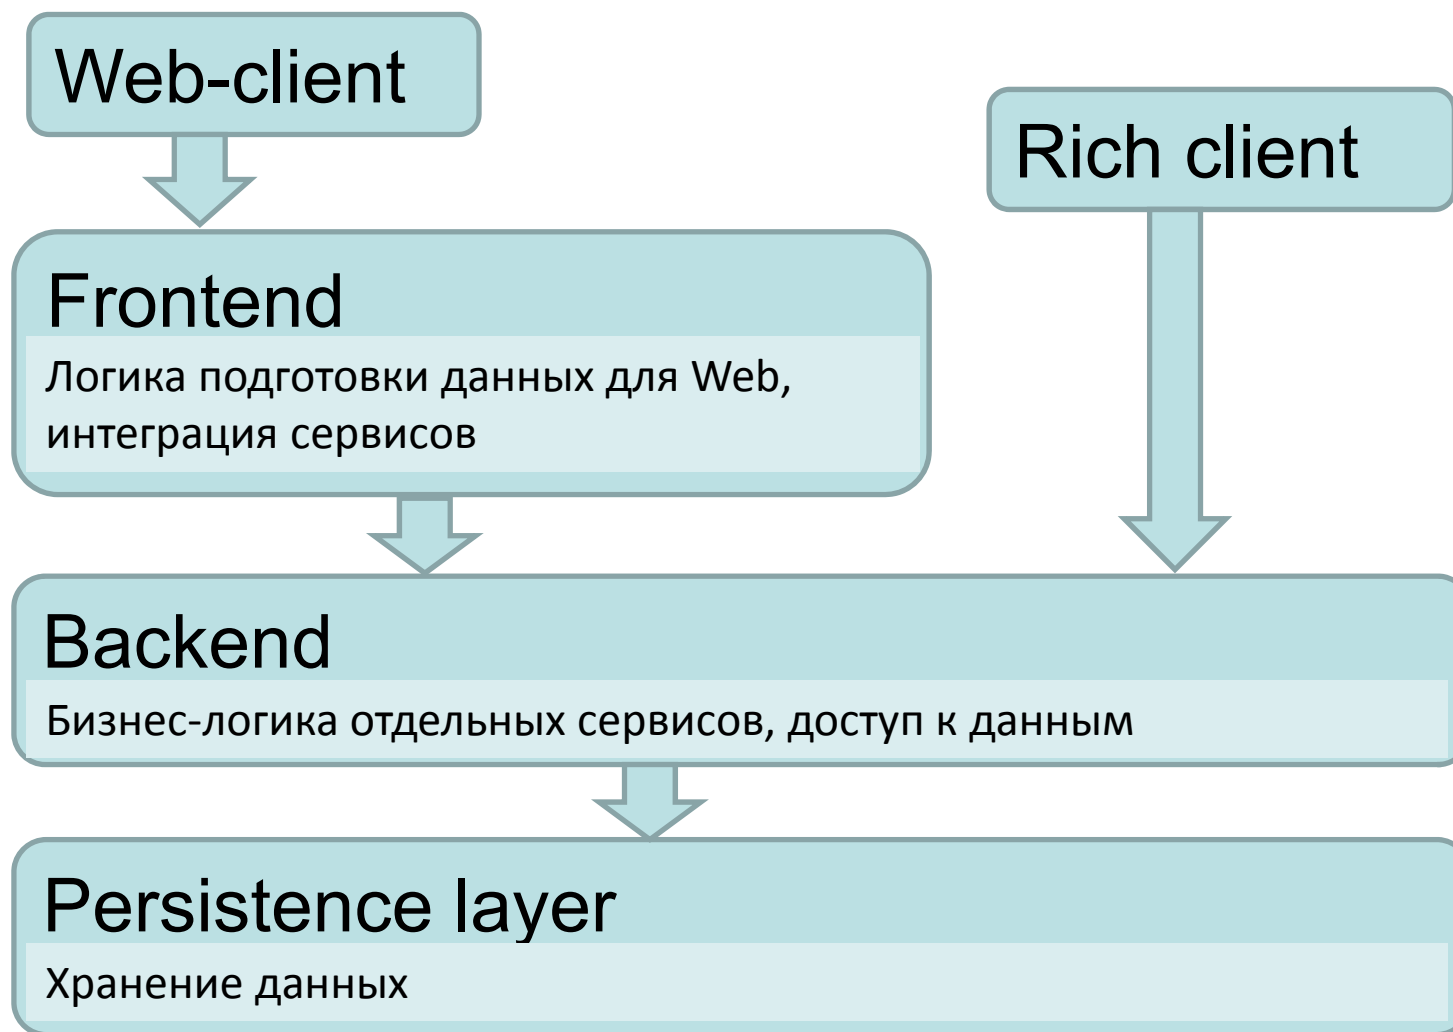 Web-client
Rich client
Frontend
Логика подготовки данных для Web,
интеграция сервисов
Backend
Бизнес-логика отдельных сервисов, доступ к данным
Persistence layer
Хранение данных